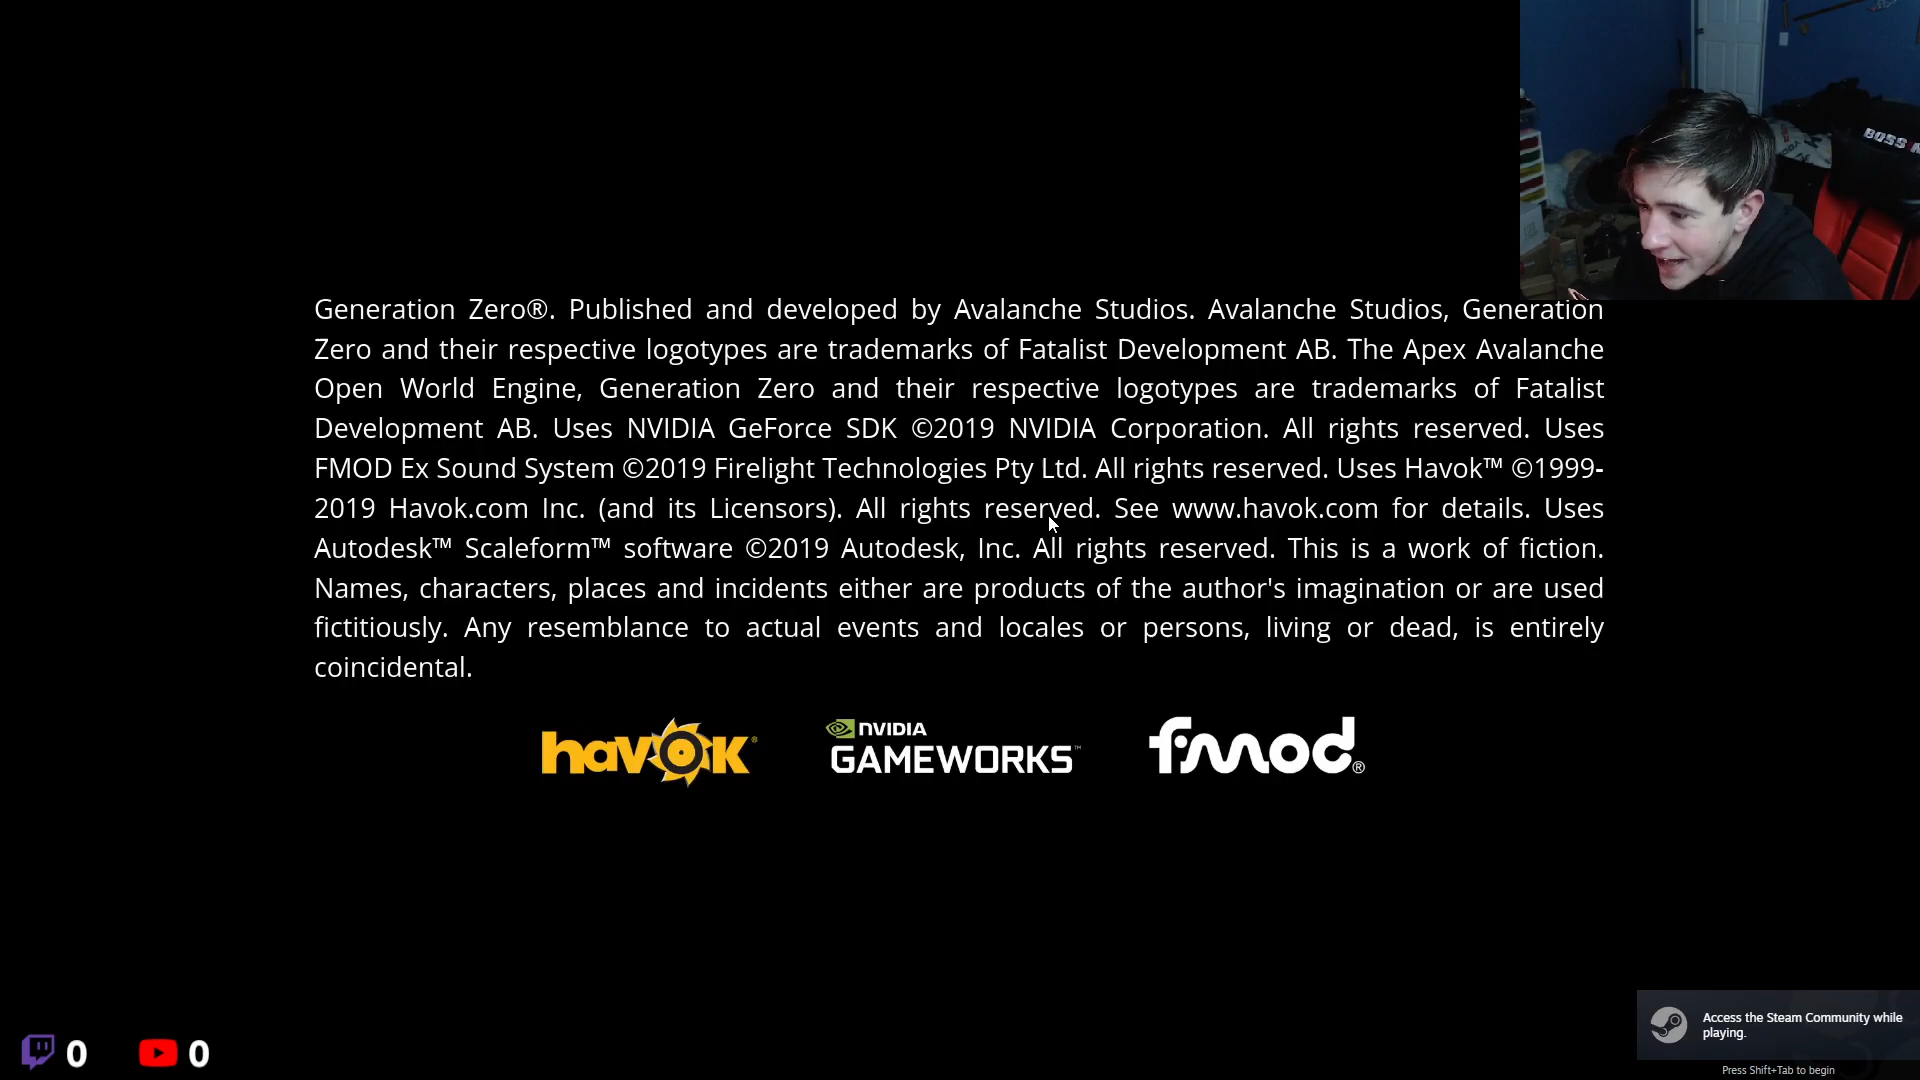 BOSS
Generation Zero®. Published and developed by Avalanche Studios. Avalanche Studios, Generation
Zero and their respective logotypes are trademarks of Fatalist Development AB. The Apex Avalanche
Open World Engine, Generation Zero and their respective logotypes are trademarks of Fatalist
Development AB. Uses NVIDIA GeForce SDK ©2019 NVIDIA Corporation. All rights reserved. Uses
FMOD Ex Sound System ©2019 Firelight Technologies Pty Ltd. All rights reserved. Uses Havok™ ©1999-
2019 Havok.com Inc. (and its Licensors). All rights reserved. See www.havok.com for details. Uses
Autodesk™ Scaleform™ software ©2019 Autodesk, Inc. All rights reserved. This is a work of fiction.
Names, characters, places and incidents either are products of the author's imagination or are used
fictitiously. Any resemblance to actual events and locales or persons, living or dead, is entirely
coincidental.
havok®
NVIDIA
GAMEWORKS™
fmod®
Access the Steam Community while
playing.
Press Shift+Tab to begin
0
0